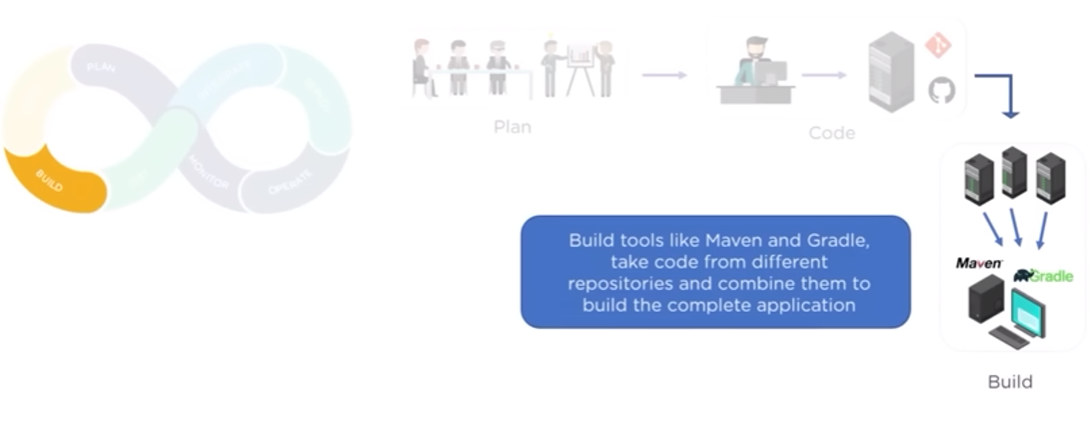 PLAN
BUILD
MONITOR
OPERATE
Plan
Code
Build tools like Maven and Gradle,
take code from different
repositories and combine them to
build the complete application
Maven
Gradle
Build